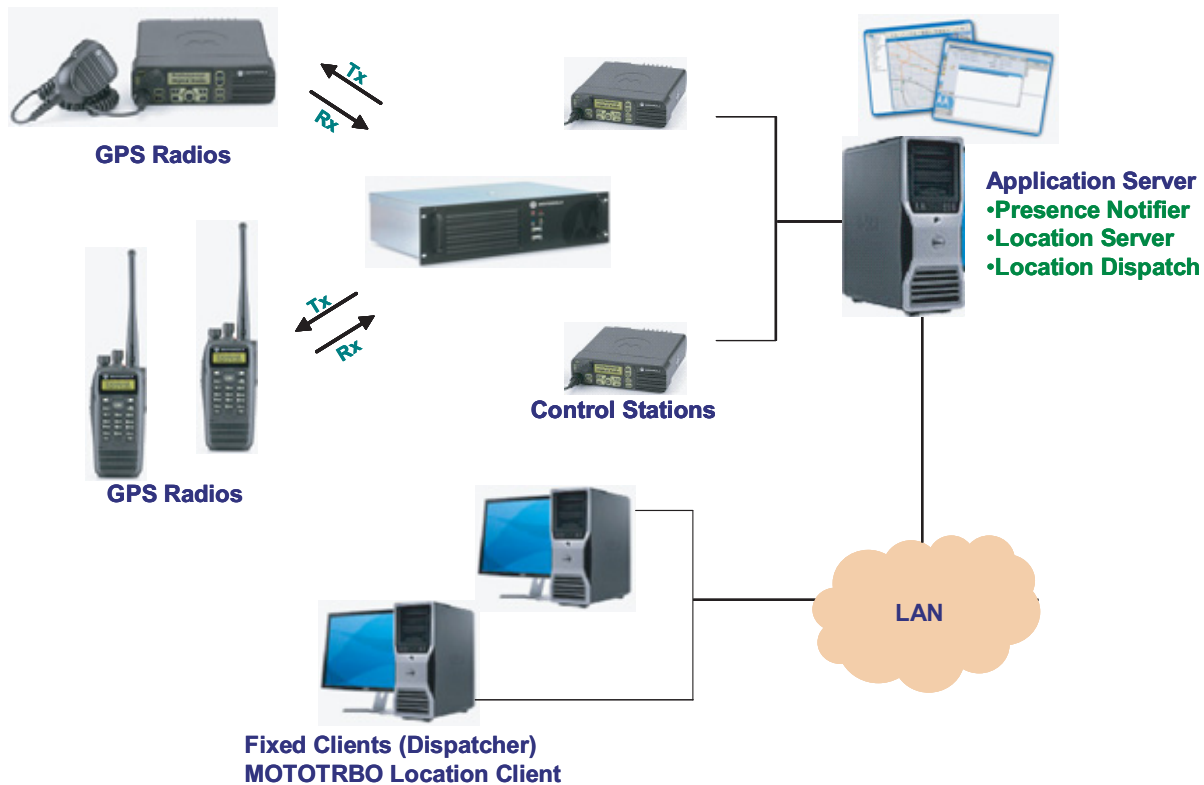 Tx
Rx
GPS Radios
Application Server
•Presence Notifier
•Location Server
•Location Dispatch
Tx
Rx
Control Stations
GPS Radios
LAN
Fixed Clients (Dispatcher)
MOTOTRBO Location Client